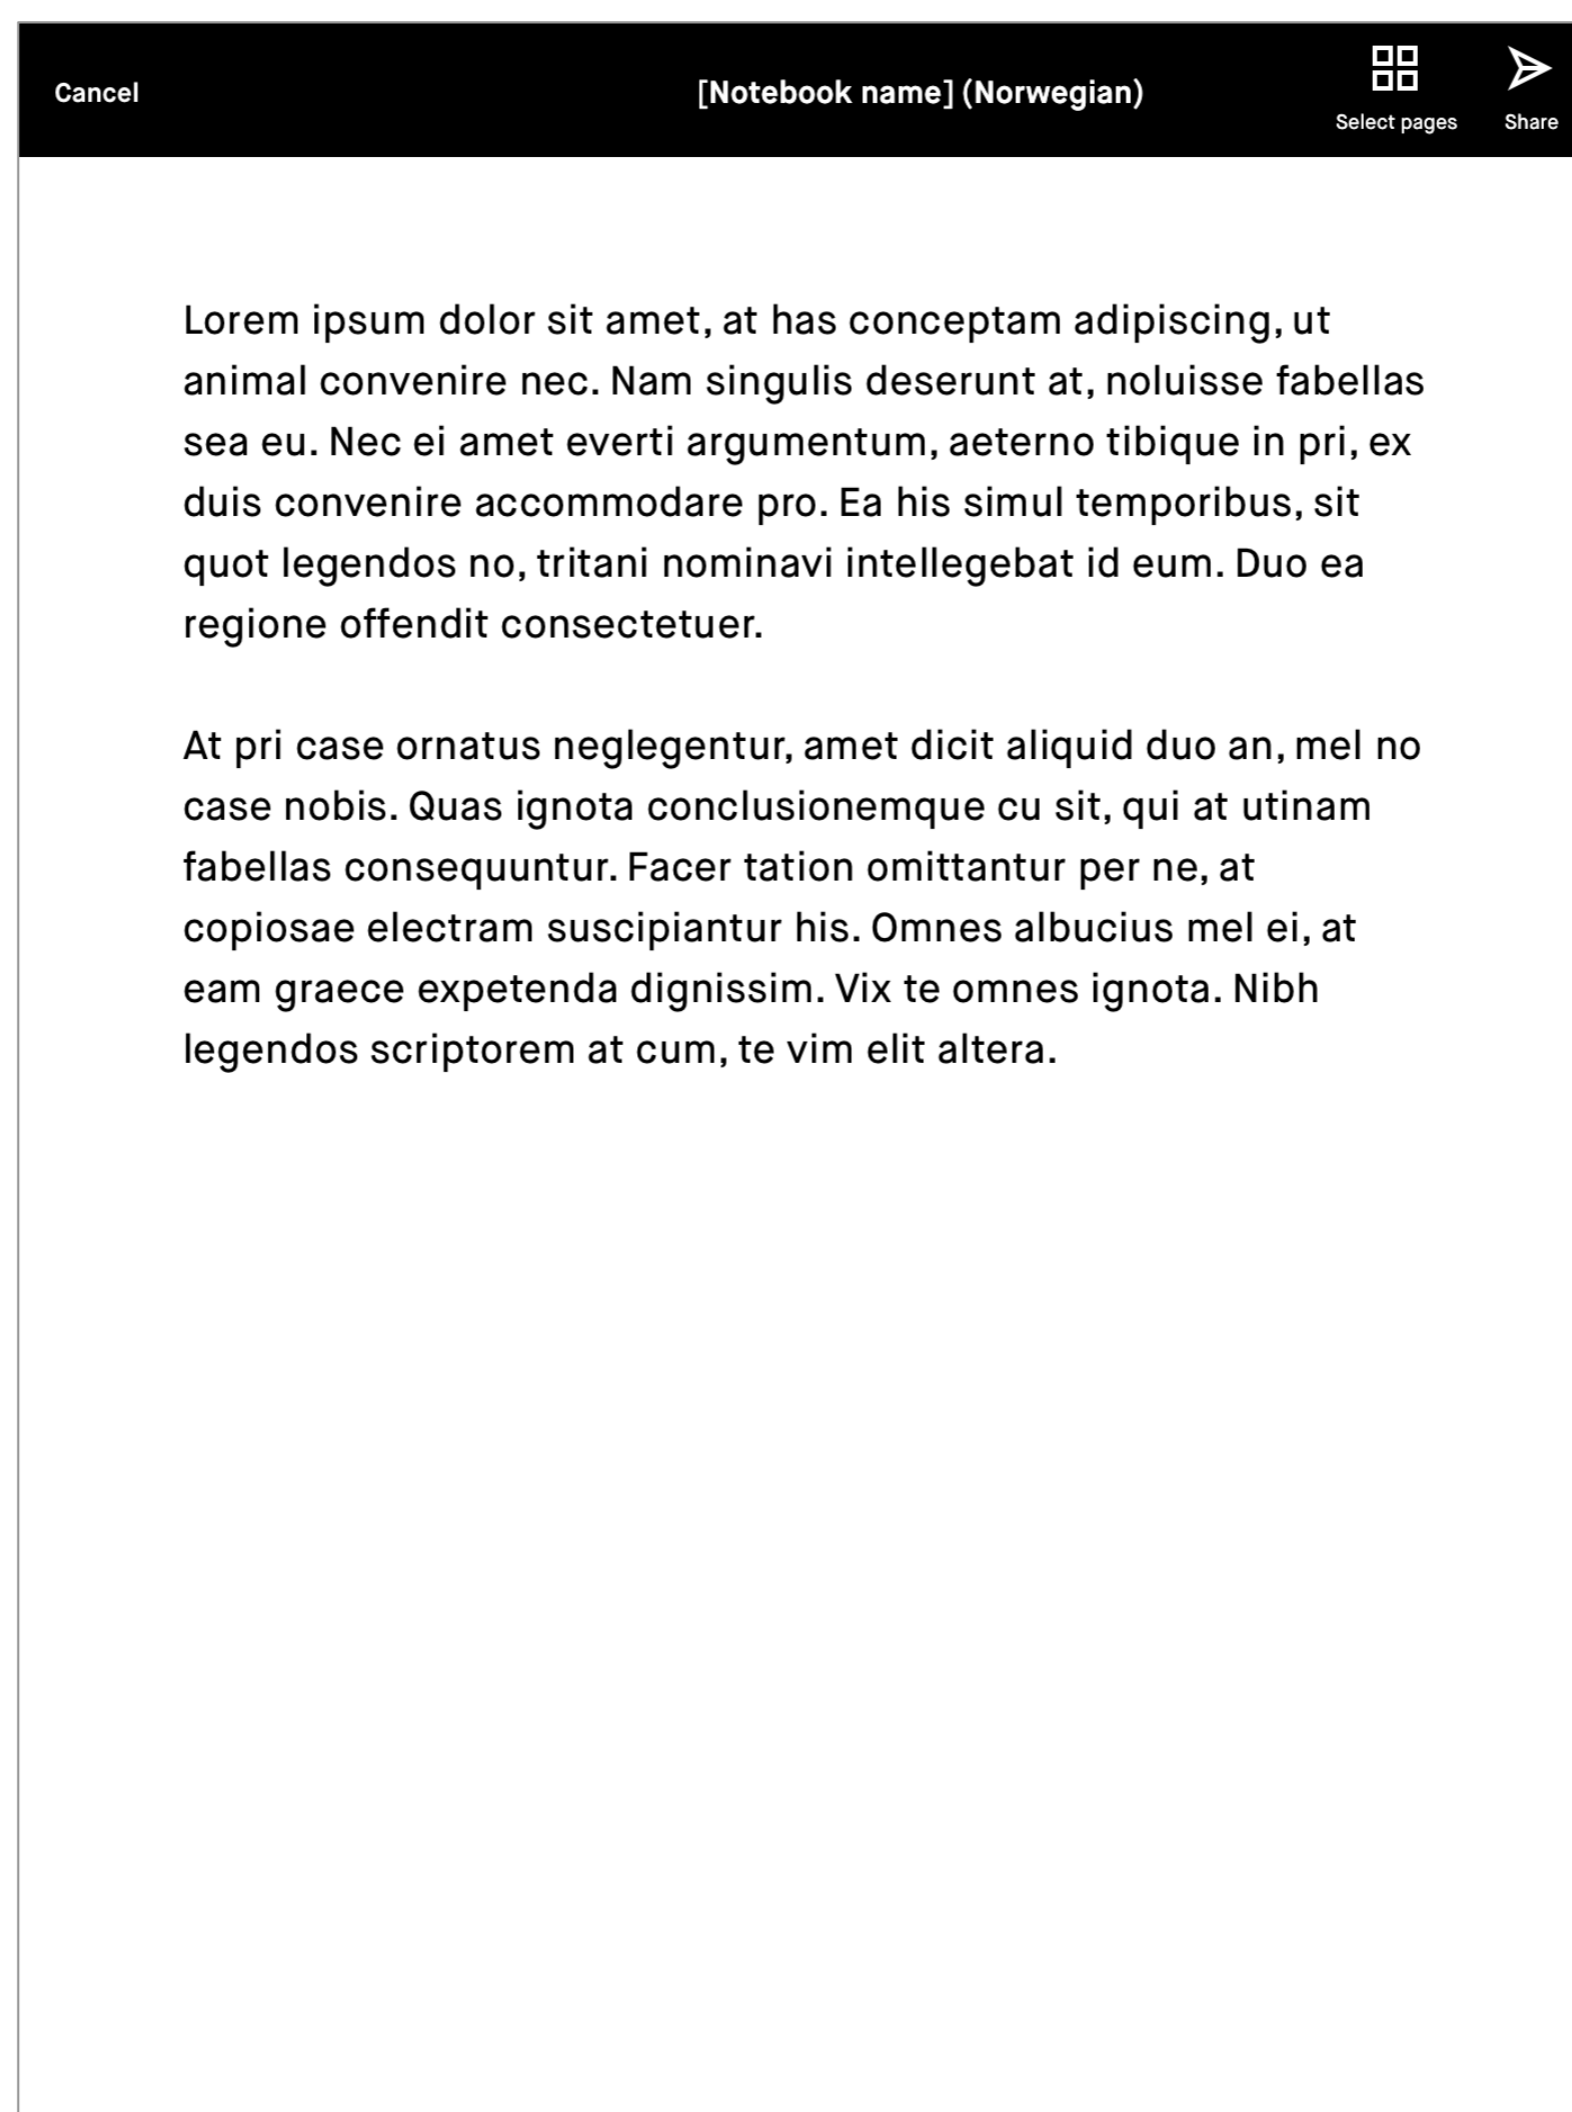 Cancel
[Notebook name] (Norwegian)
Select pages
Share
Lorem ipsum dolor sit amet, at has conceptam adipiscing, ut
animal convenire nec. Nam singulis deserunt at, noluisse fabellas
sea eu. Nec ei amet everti argumentum, aeterno tibique in pri, ex
duis convenire accommodare pro. Ea his simul temporibus, sit
quot legendos no, tritani nominavi intellegebat id eum. Duo ea
regione offendit consectetuer.
At pri case ornatus neglegentur, amet dicit aliquid duo an, mel no
case nobis. Quas ignota conclusionemque cu sit, qui at utinam
fabellas consequuntur. Facer tation omittantur per ne, at
copiosae electram suscipiantur his. Omnes albucius mel ei, at
eam graece expetenda dignissim. Vix te omnes ignota. Nibh
legendos scriptorem at cum, te vim elit altera.